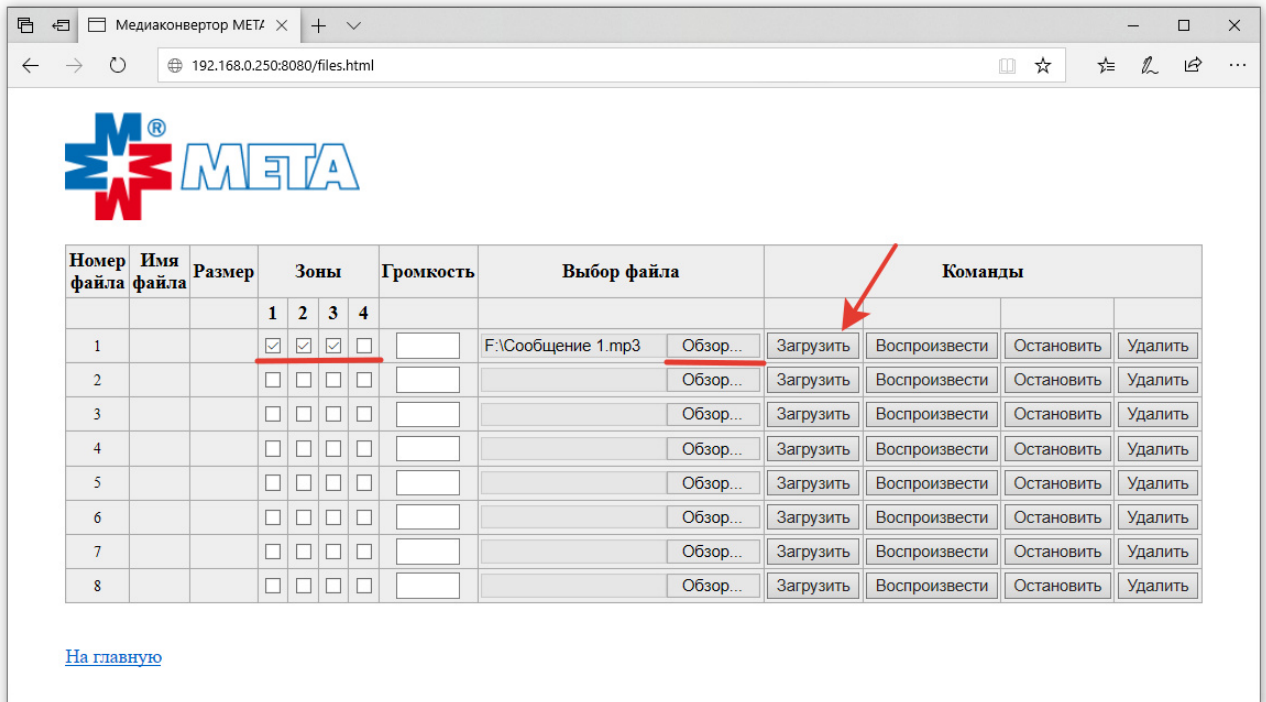 Медиаконвертор МЕТА
192.168.0.250:8080/files.html
М ®
МЕТА
Номер файла Имя файла Размер Зоны Громкость Выбор файла Команды
1 2 3 4
1 F:\Сообщение 1.mp3 Обзор... Загрузить Воспроизвести Остановить Удалить
2 Обзор... Загрузить Воспроизвести Остановить Удалить
3 Обзор... Загрузить Воспроизвести Остановить Удалить
4 Обзор... Загрузить Воспроизвести Остановить Удалить
5 Обзор... Загрузить Воспроизвести Остановить Удалить
6 Обзор... Загрузить Воспроизвести Остановить Удалить
7 Обзор... Загрузить Воспроизвести Остановить Удалить
8 Обзор... Загрузить Воспроизвести Остановить Удалить
На главную